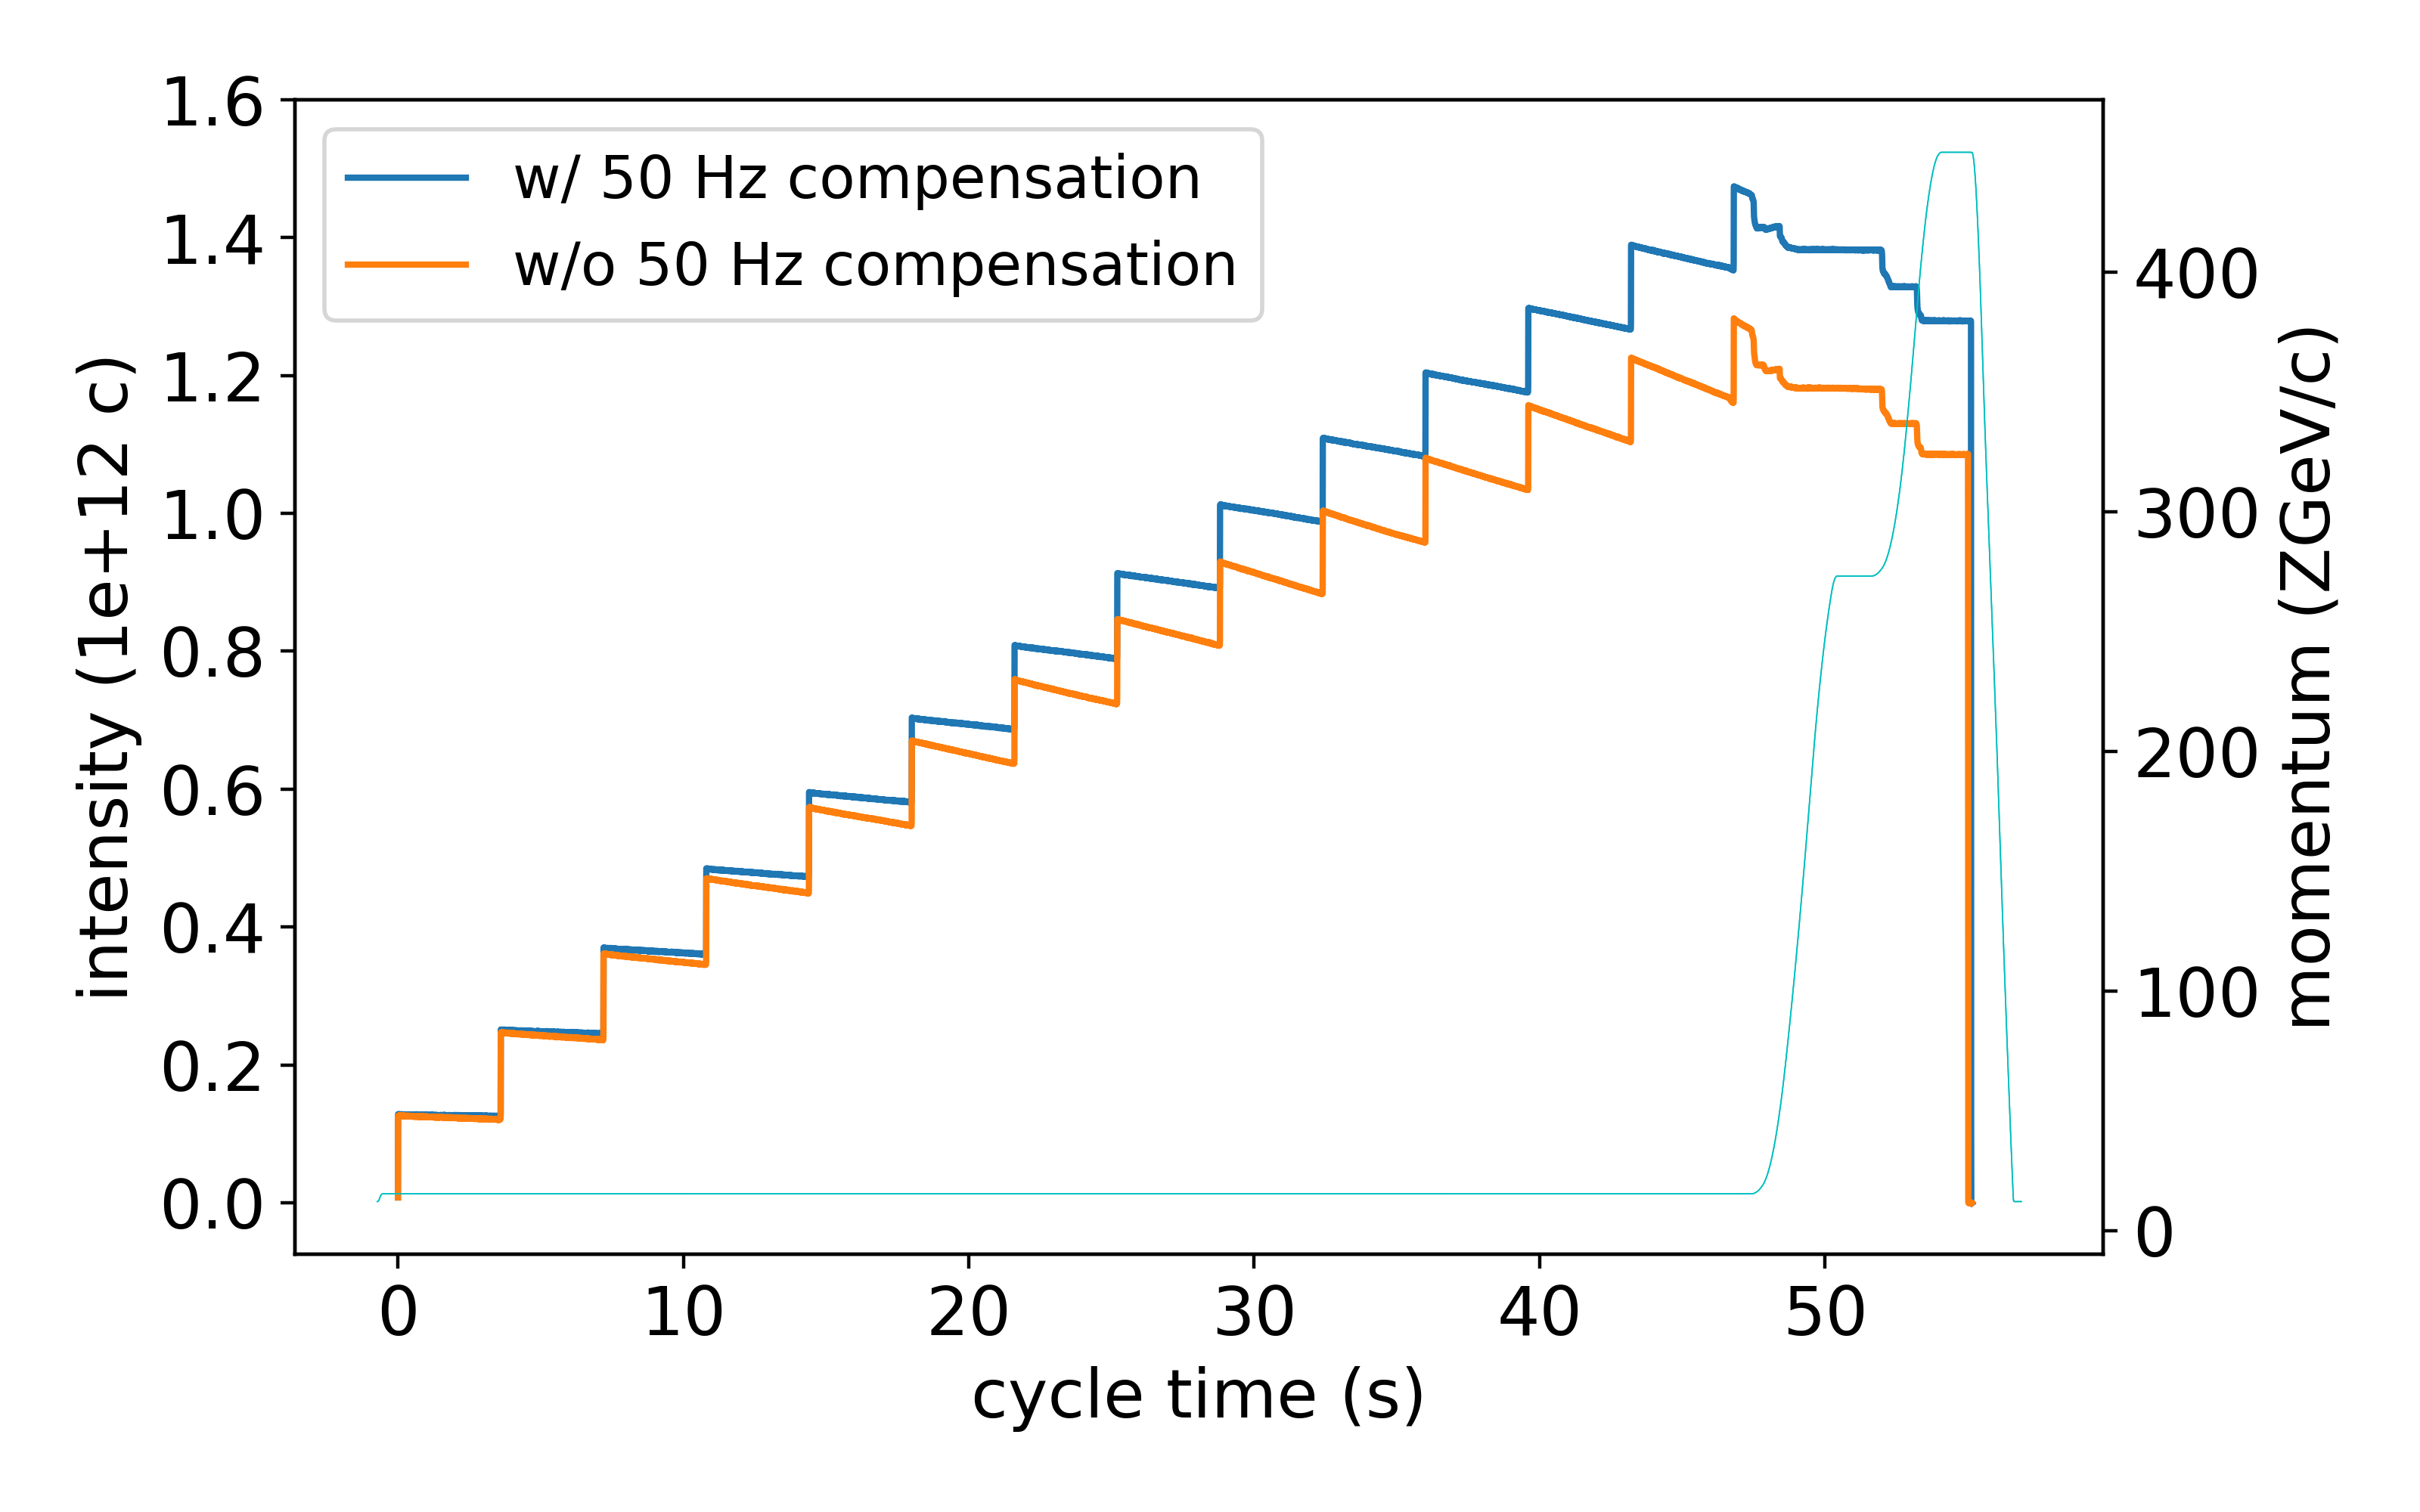 w/ 50 Hz compensation
w/o 50 Hz compensation
1.6
1.4
1.2
1.0
0.8
0.6
0.4
0.2
0.0
intensity (1e+12 c)
400
300
200
100
0
momentum (ZGeV/c)
0 10 20 30 40 50
cycle time (s)